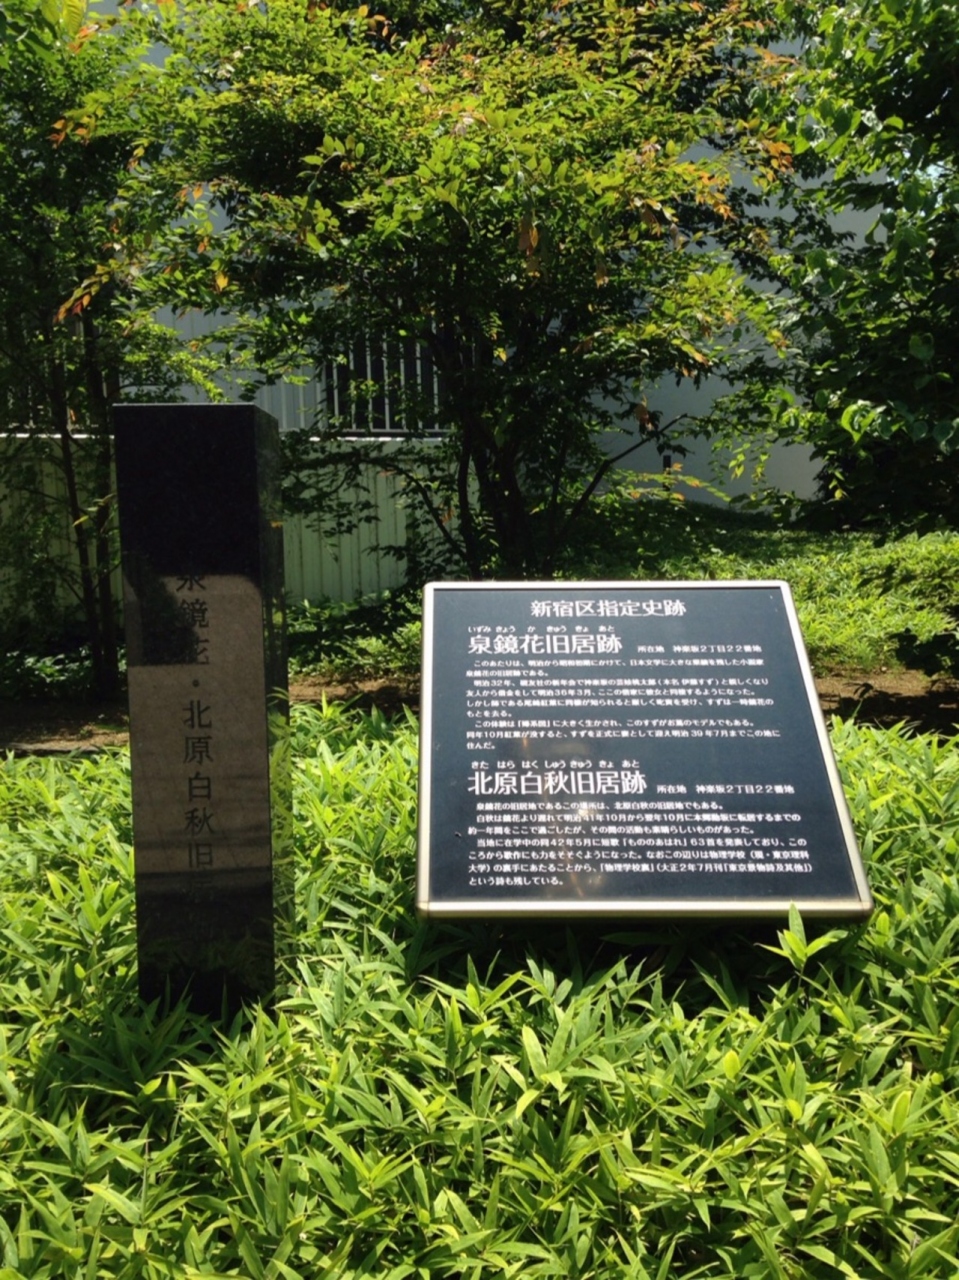 泉鏡花・北原白秋旧居跡
新宿区指定史跡
いずみ きょう か きゅう きょ あと
泉鏡花旧居跡 所在地 神楽坂2丁目22番地
このあたりは、明治から昭和初期にかけて、日本文学に大きな業績を残した小説家
泉鏡花の旧居跡である。
明治32年、硯友社の新年会で神楽坂の芸妓桃太郎(本名伊藤すず)と親しくなり
友人から借金をして明治36年3月、ここの借家に彼女と同棲するようになった。
しかし師である尾崎紅葉に同棲が知られると厳しく叱責を受け、すずは一時鏡花の
もとを去る。
この体験は「婦系図」に大きく生かされ、このすずがお蔦のモデルでもある。
同年10月紅葉が没すると、すずを正式に妻として迎え明治39年7月までこの地に
住んだ。
きた はら はく しゅう きゅう きょ あと
北原白秋旧居跡 所在地 神楽坂2丁目22番地
泉鏡花の旧居地であるこの場所は、北原白秋の旧居地でもある。
白秋は鏡花より遅れて明治41年10月から翌年10月に本郷動坂に転居するまでの
約一年間をここで過ごしたが、その間の活動も素晴らしいものがあった。
当地に在学中の同42年5月に短歌「もののあはれ」63首を発表しており、この
ころから歌作にも力をそそぐようになった。なおこの辺りは物理学校(現・東京理科
大学)の裏手にあたることから、「物理学校裏」(大正2年7月刊「東京景物詩及其他」)
という詩も残している。